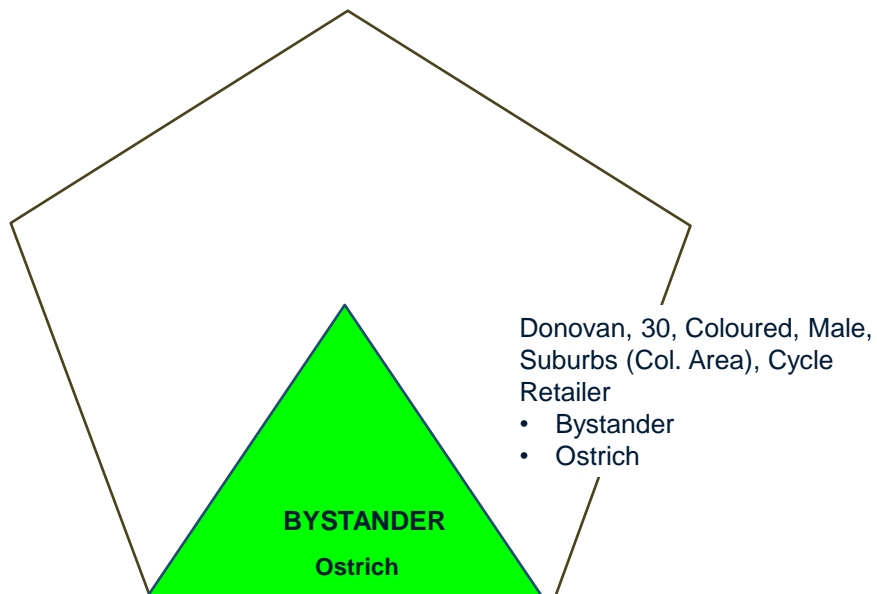 Donovan, 30, Coloured, Male,
Suburbs (Col. Area), Cycle
Retailer
• Bystander
• Ostrich
BYSTANDER
Ostrich